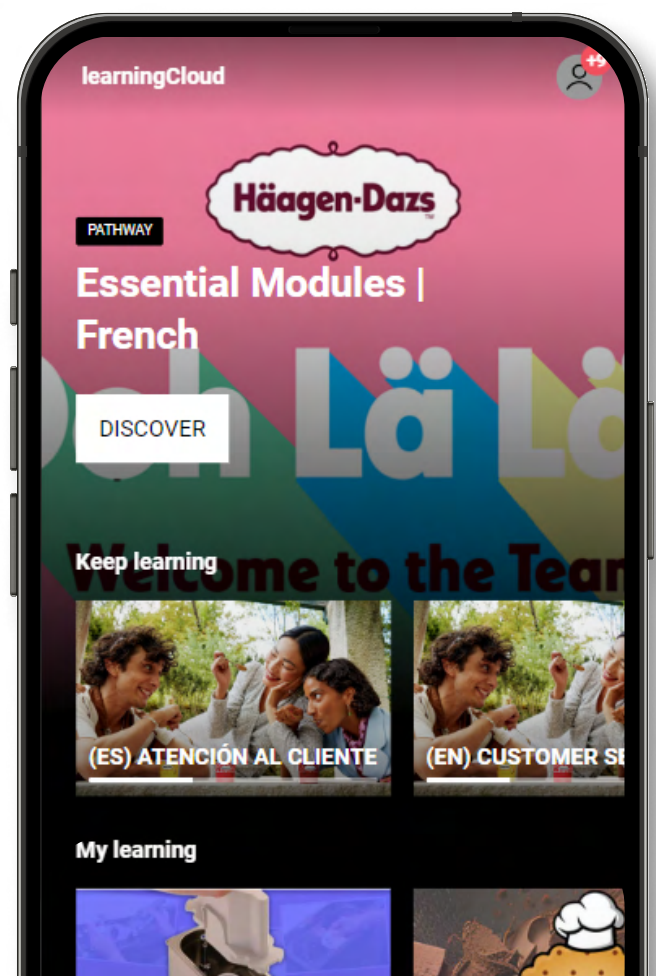 learningCloud
+9
Häagen-Dazs
TM
PATHWAY
Essential Modules |
French
Ooh Lä Lä
DISCOVER
Welcome to the Team
Keep learning
(ES) ATENCIÓN AL CLIENTE
(EN) CUSTOMER SE
My learning